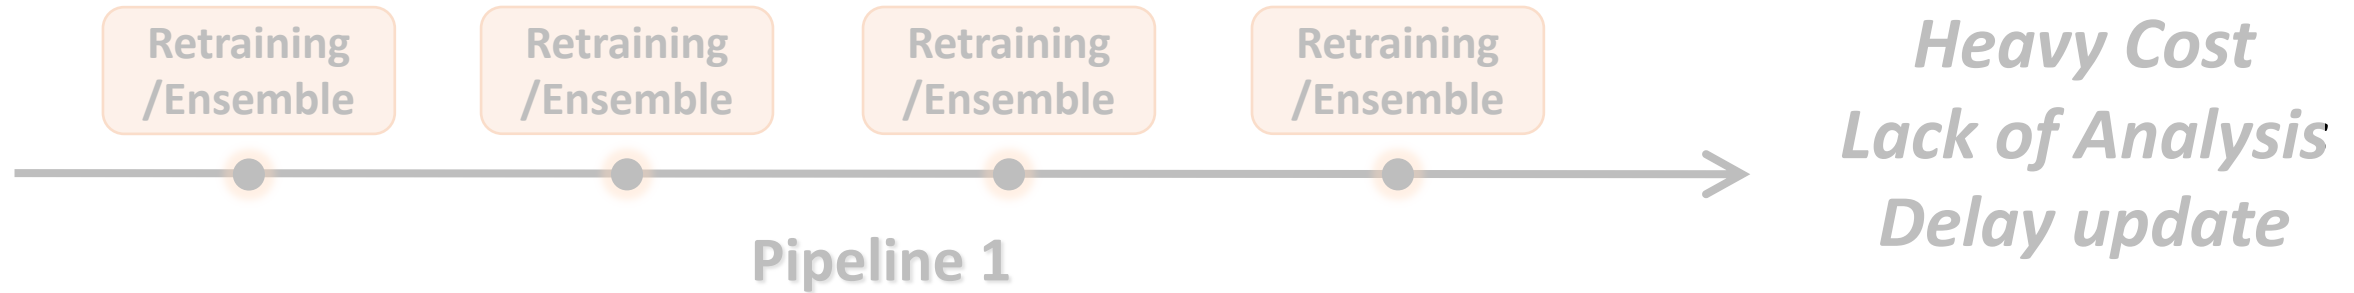 Retraining
/Ensemble
Retraining
/Ensemble
Retraining
/Ensemble
Retraining
/Ensemble
Heavy Cost
Lack of Analysis
Delay update
Pipeline 1